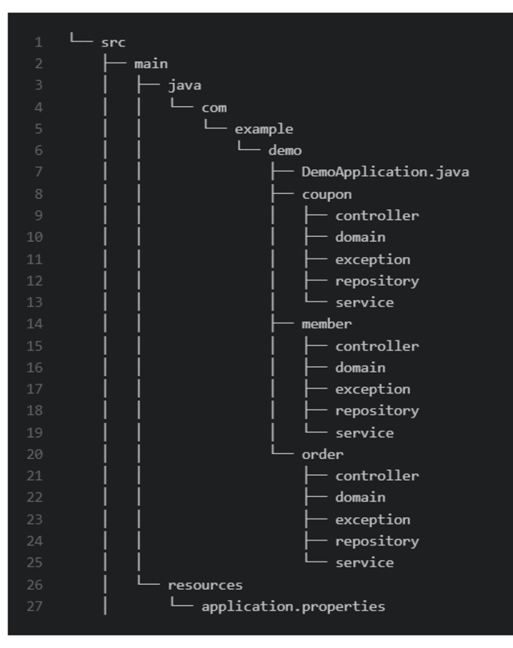 1 └── src
2     ├── main
3     │   ├── java
4     │   │   └── com
5     │   │       └── example
6     │   │           └── demo
7     │   │               ├── DemoApplication.java
8     │   │               ├── coupon
9     │   │               │   ├── controller
10     │   │               │   ├── domain
11     │   │               │   ├── exception
12     │   │               │   ├── repository
13     │   │               │   └── service
14     │   │               ├── member
15     │   │               │   ├── controller
16     │   │               │   ├── domain
17     │   │               │   ├── exception
18     │   │               │   ├── repository
19     │   │               │   └── service
20     │   │               └── order
21     │   │                   ├── controller
22     │   │                   ├── domain
23     │   │                   ├── exception
24     │   │                   ├── repository
25     │   │                   └── service
26     │   └── resources
27     │       └── application.properties